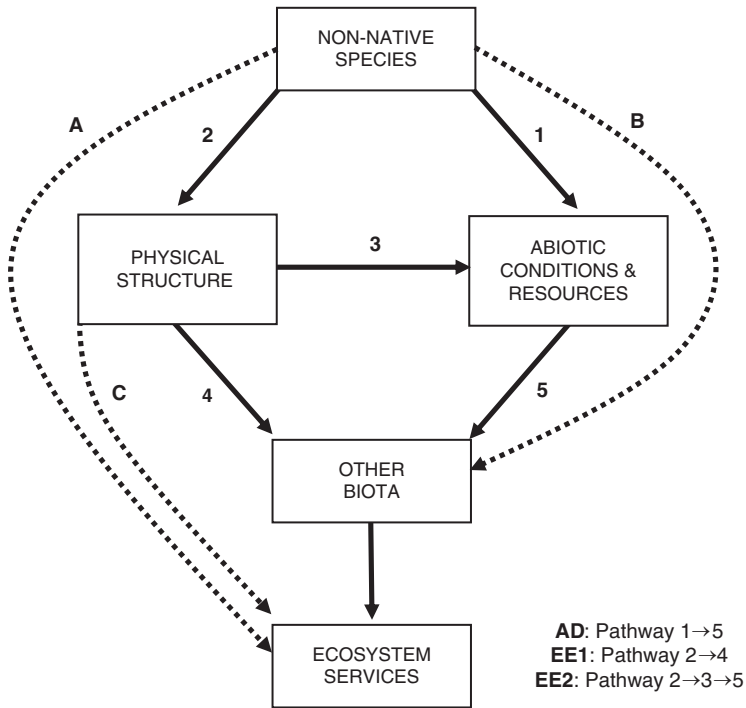 NON-NATIVE
SPECIES
A
2
1
B
PHYSICAL
STRUCTURE
3
ABIOTIC
CONDITIONS &
RESOURCES
C
4
5
OTHER
BIOTA
ECOSYSTEM
SERVICES
AD: Pathway 1→5
EE1: Pathway 2→4
EE2: Pathway 2→3→5